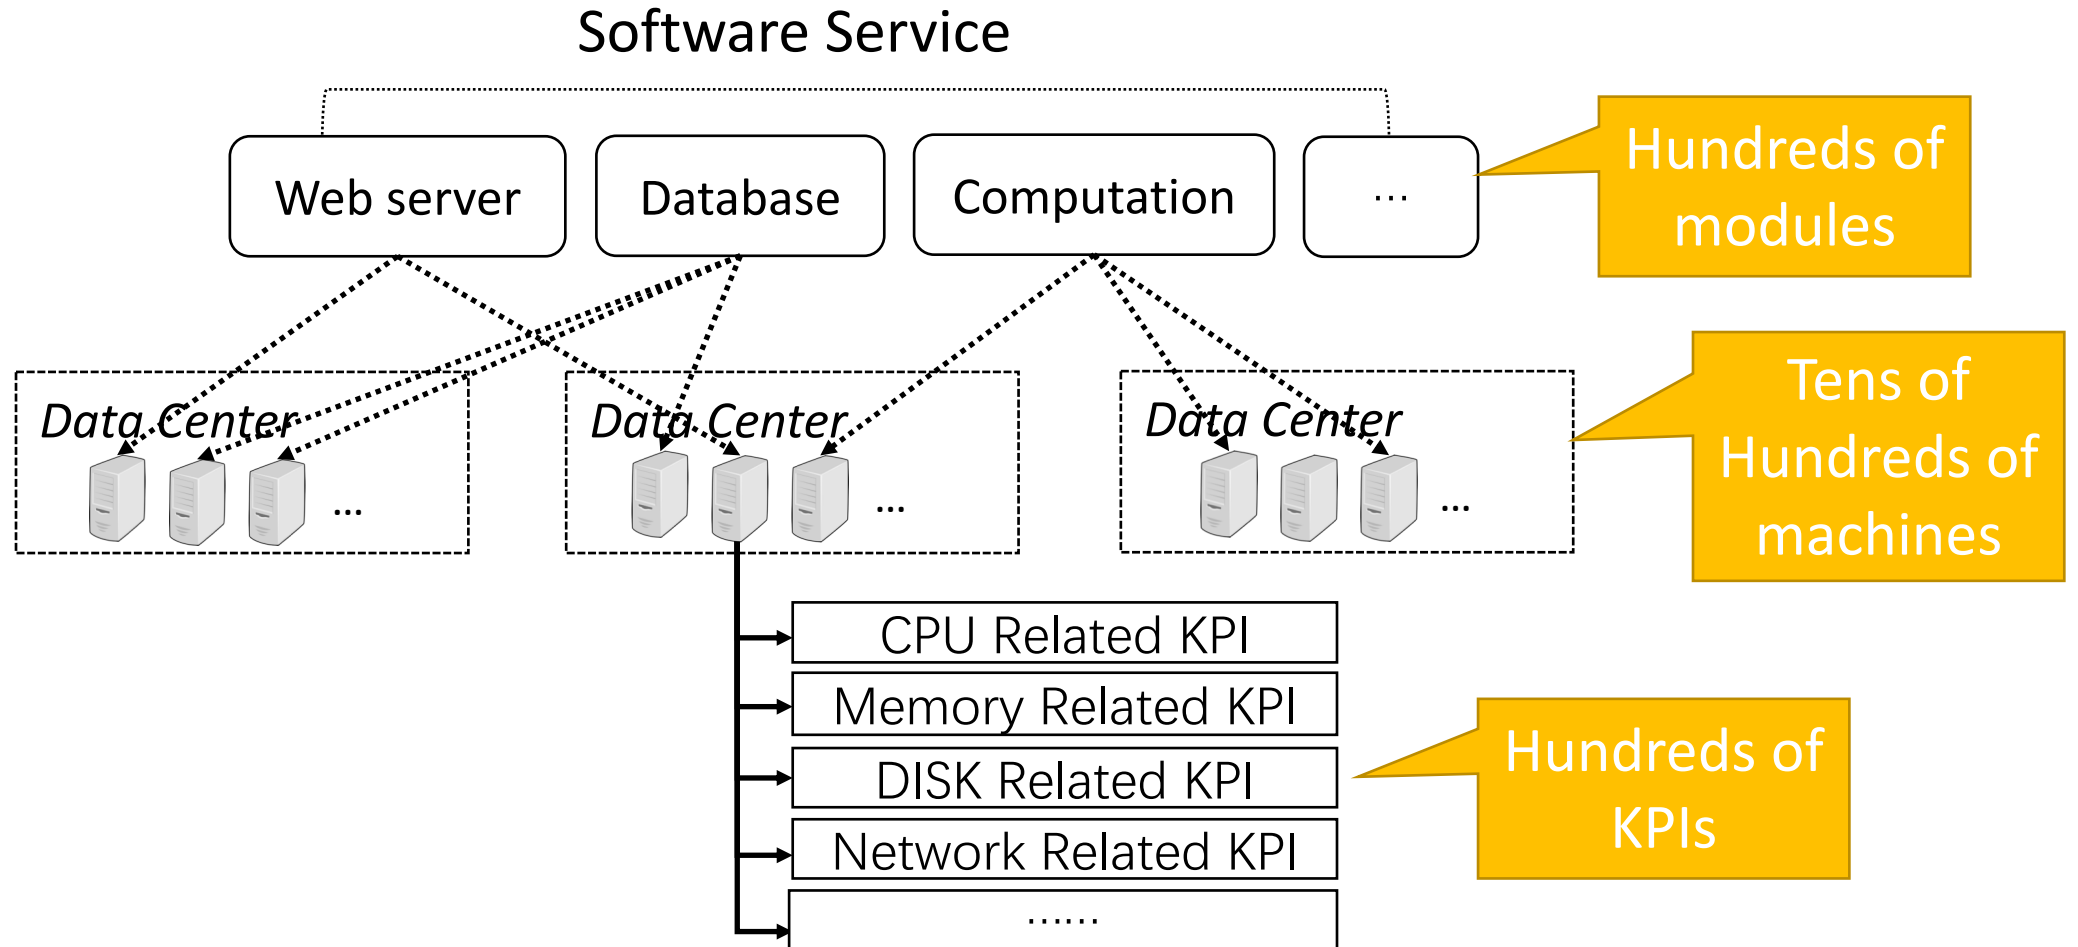 Software Service
Web server
Database
Computation
...
Hundreds of
modules
Data Center
Data Center
Data Center
...
...
...
Tens of
Hundreds of
machines
CPU Related KPI
Memory Related KPI
DISK Related KPI
Network Related KPI
......
Hundreds of
KPIs